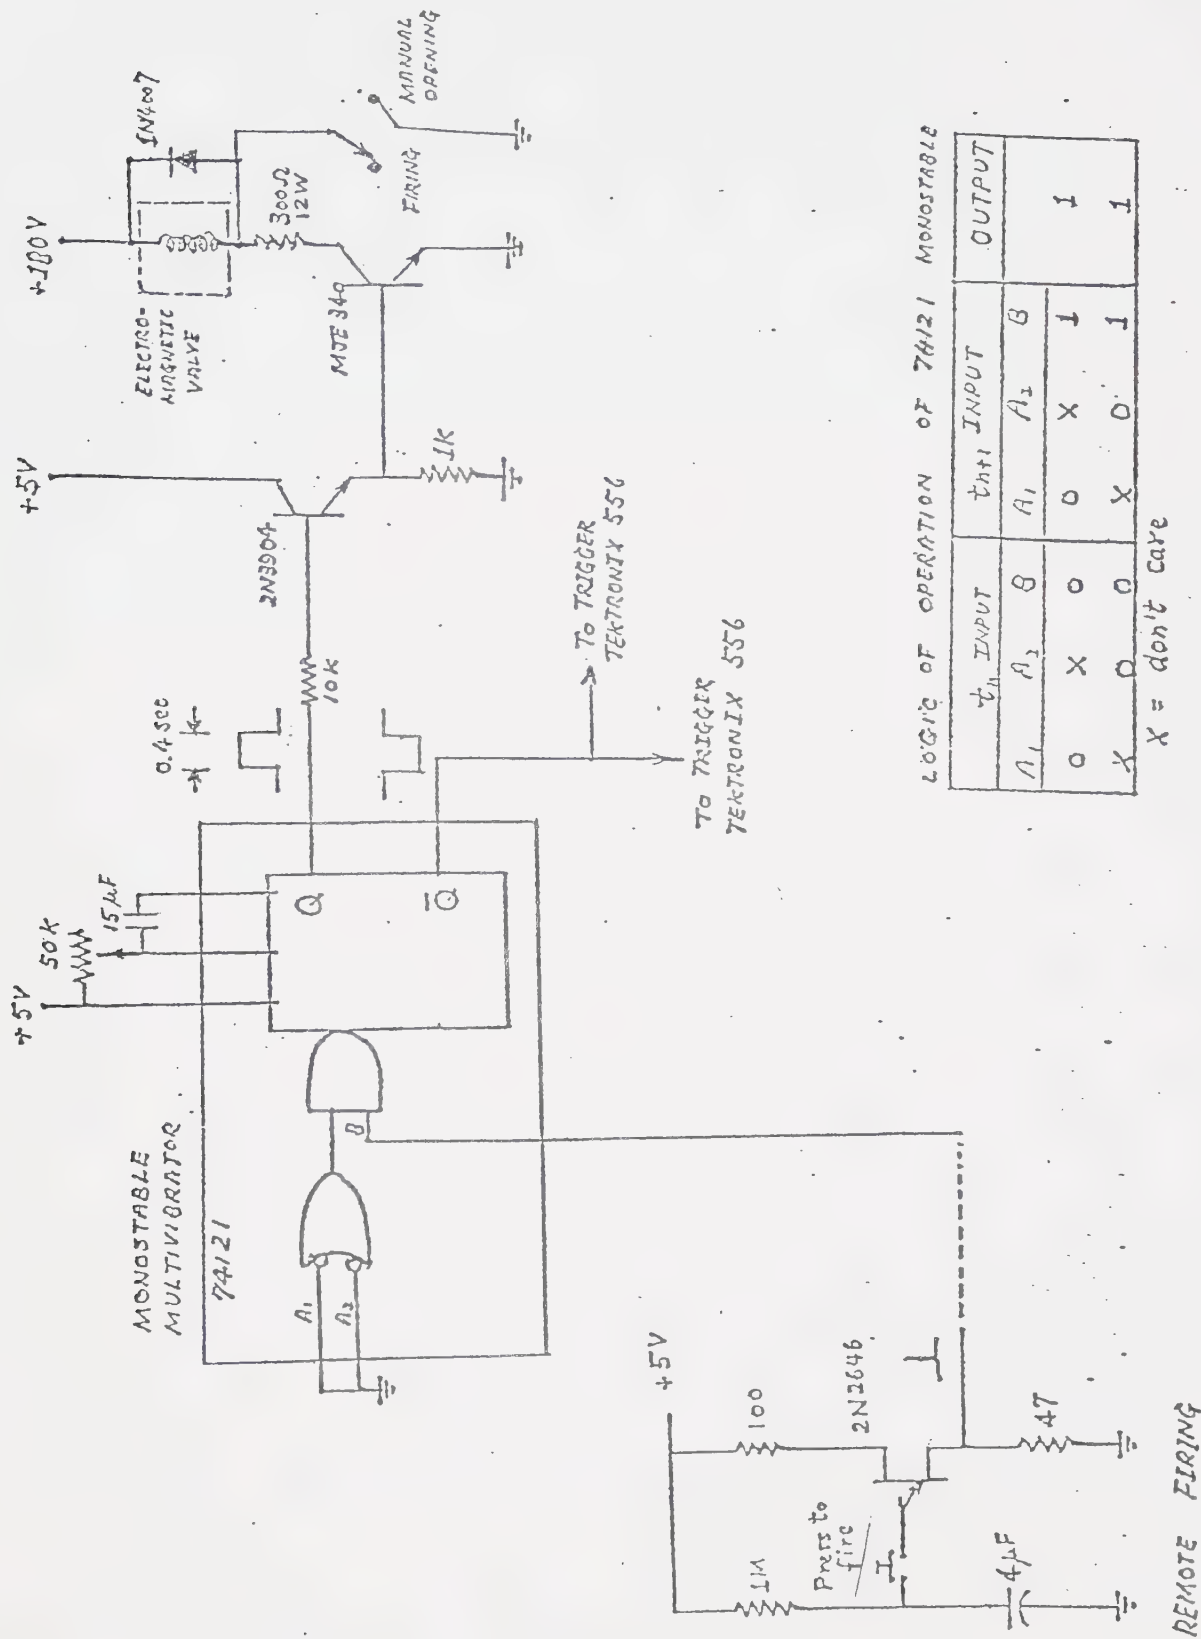 +5V
50K
15µF
MONOSTABLE
MULTIVIBRATOR
74121
A1
A2
B
Q
Q̅
0.4 sec
10K
2N3904
+5V
1K
+180V
ELECTRO-
MAGNETIC
VALVE
1N4007
300Ω
12W
MJE340
FIRING
MANUAL
OPENING
TO TRIGGER
TEKTRONIX 556
TO TRIGGER
TEKTRONIX 556
+5V
1M
100
Press to
fire
2N2646
4µF
47
REMOTE FIRING
LOGIC OF OPERATION OF 74121 MONOSTABLE
tn INPUT tn+1 INPUT OUTPUT
A1 A2 B A1 A2 B
0 X 0 0 X 1 1
X 0 0 X 0 1 1
X = don't care